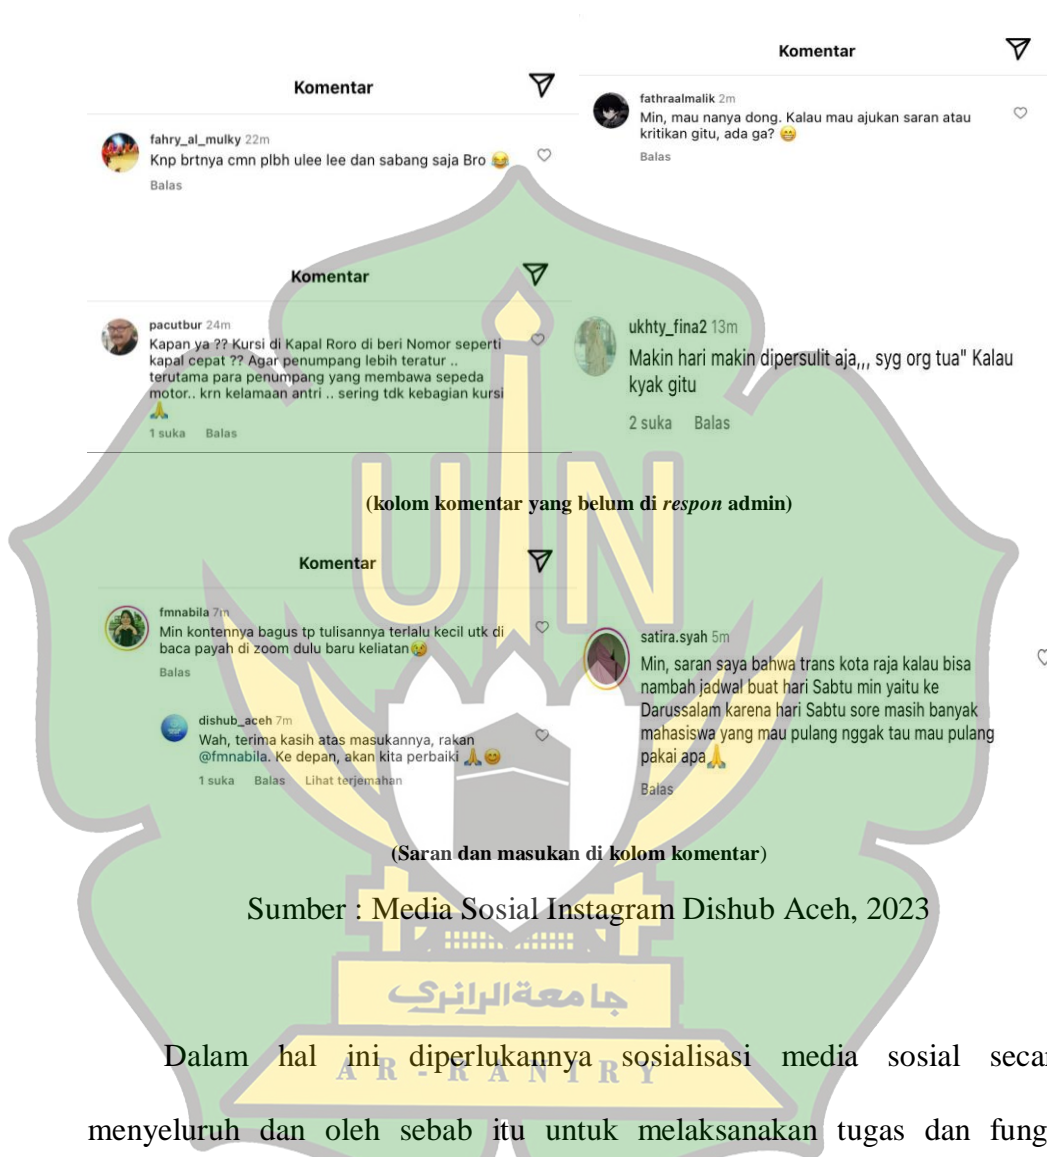 Komentar
fahry_al_mulky 22m
Knp brtnya cmn plbh ulee lee dan sabang saja Bro 😂
Balas
Komentar
fathraalmalik 2m
Min, mau nanya dong. Kalau mau ajukan saran atau
kritikan gitu, ada ga? 😁
Balas
Komentar
pacutbur 24m
Kapan ya ?? Kursi di Kapal Roro di beri Nomor seperti
kapal cepat ?? Agar penumpang lebih teratur ..
terutama para penumpang yang membawa sepeda
motor.. krn kelamaan antri .. sering tdk kebagian kursi
🙏
1 suka Balas
ukhty_fina2 13m
Makin hari makin dipersulit aja,,, syg org tua" Kalau
kyak gitu
2 suka Balas
(kolom komentar yang belum di respon admin)
Komentar
fmnabila 7m
Min kontennya bagus tp tulisannya terlalu kecil utk di
baca payah di zoom dulu baru keliatan😢
Balas
dishub_aceh 7m
Wah, terima kasih atas masukannya, rakan
@fmnabila. Ke depan, akan kita perbaiki 🙏😊
1 suka Balas Lihat terjemahan
satira.syah 5m
Min, saran saya bahwa trans kota raja kalau bisa
nambah jadwal buat hari Sabtu min yaitu ke
Darussalam karena hari Sabtu sore masih banyak
mahasiswa yang mau pulang nggak tau mau pulang
pakai apa🙏
Balas
(Saran dan masukan di kolom komentar)
Sumber : Media Sosial Instagram Dishub Aceh, 2023
UIN
جامعةالرانري
AR-RANIRY
Dalam hal ini diperlukannya sosialisasi media sosial secar
menyeluruh dan oleh sebab itu untuk melaksanakan tugas dan fung